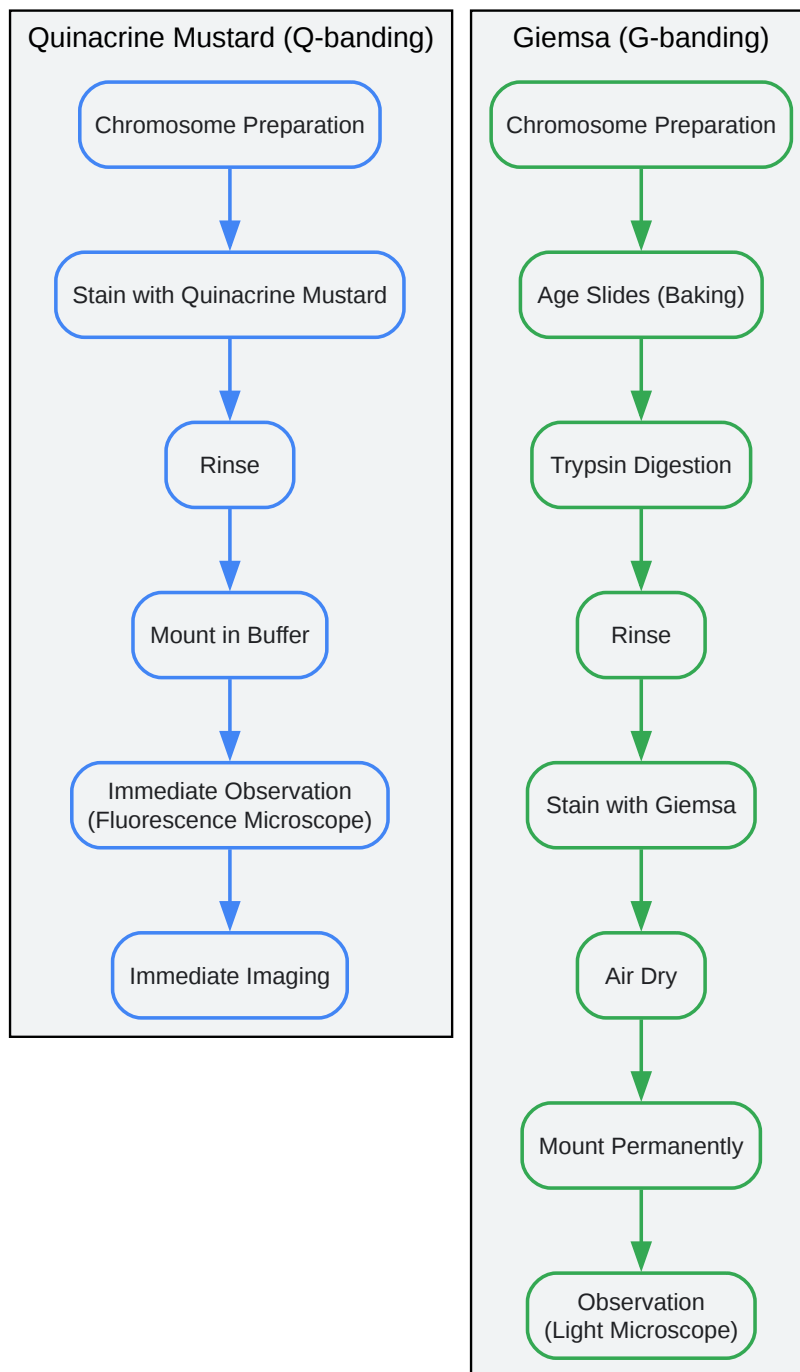 Quinacrine Mustard (Q-banding)
Chromosome Preparation
Stain with Quinacrine Mustard
Rinse
Mount in Buffer
Immediate Observation
(Fluorescence Microscope)
Immediate Imaging
Giemsa (G-banding)
Chromosome Preparation
Age Slides (Baking)
Trypsin Digestion
Rinse
Stain with Giemsa
Air Dry
Mount Permanently
Observation
(Light Microscope)